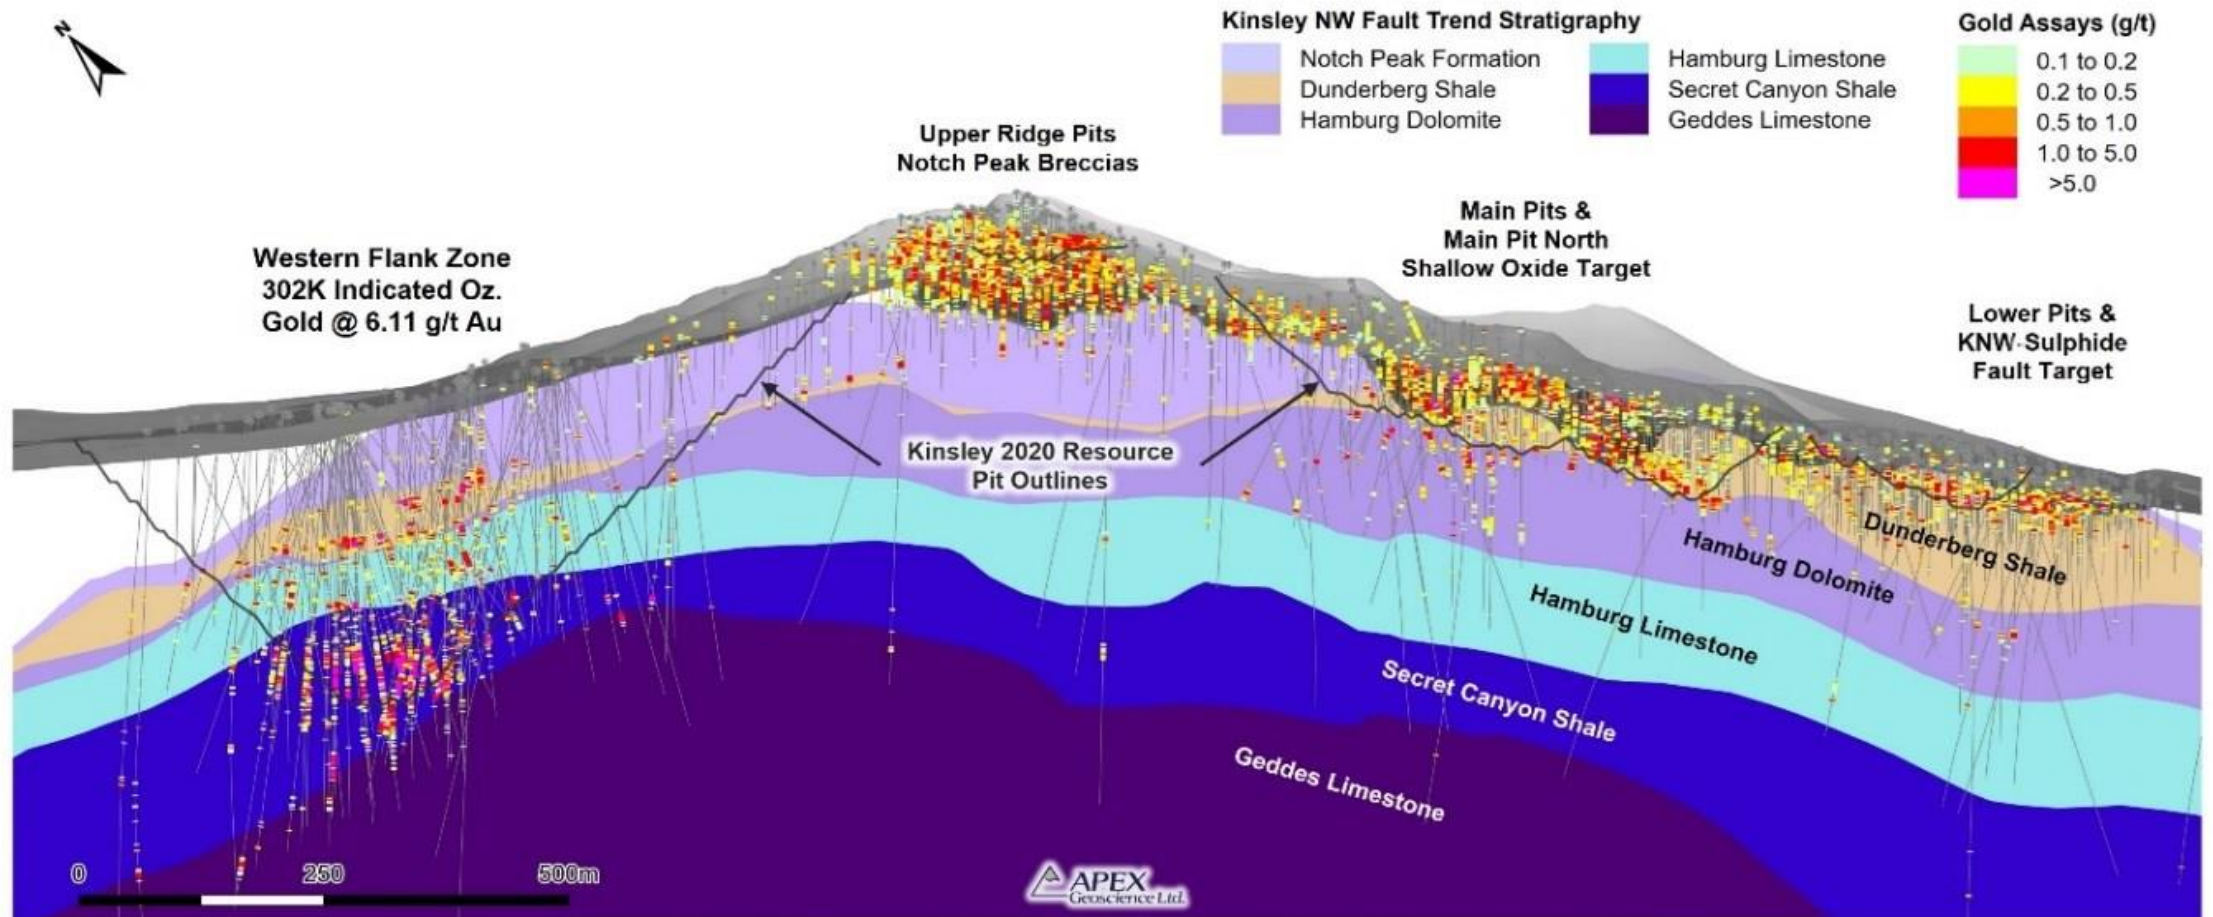 N
Kinsley NW Fault Trend Stratigraphy
Notch Peak Formation
Dunderberg Shale
Hamburg Dolomite
Hamburg Limestone
Secret Canyon Shale
Geddes Limestone
Gold Assays (g/t)
0.1 to 0.2
0.2 to 0.5
0.5 to 1.0
1.0 to 5.0
>5.0
Upper Ridge Pits
Notch Peak Breccias
Western Flank Zone
302K Indicated Oz.
Gold @ 6.11 g/t Au
Main Pits &
Main Pit North
Shallow Oxide Target
Lower Pits &
KNW-Sulphide
Fault Target
Kinsley 2020 Resource
Pit Outlines
Dunderberg Shale
Hamburg Dolomite
Hamburg Limestone
Secret Canyon Shale
Geddes Limestone
0 250 500m
APEX
Geoscience Ltd.